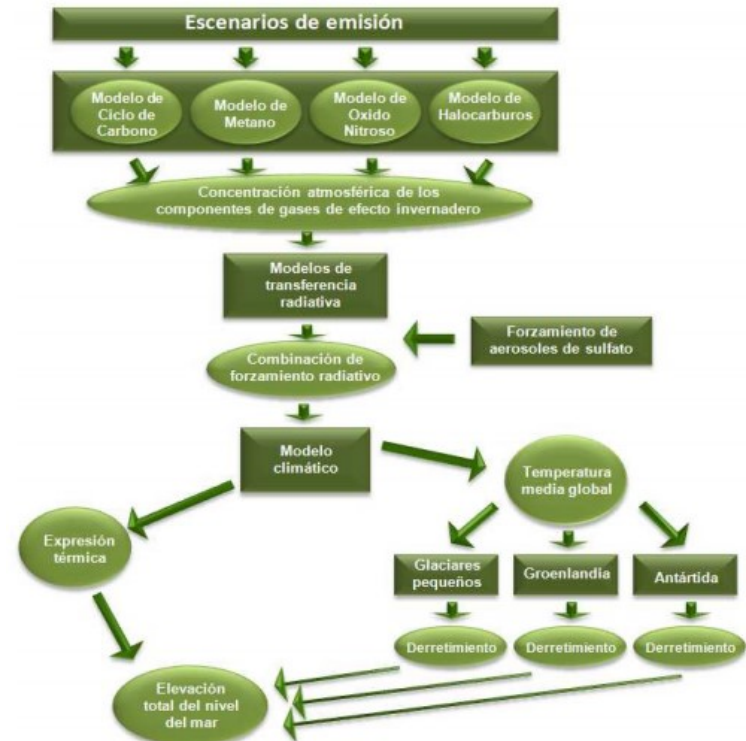 Escenarios de emisión
Modelo de
Ciclo de
Carbono
Modelo de
Metano
Modelo de
Oxido
Nitroso
Modelo de
Halocarburos
Concentración atmosférica de los
componentes de gases de efecto invernadero
Modelos de
transferencia
radiativa
Forzamiento de
aerosoles de sulfato
Combinación de
forzamiento radiativo
Modelo
climático
Temperatura
media global
Expresión
térmica
Glaciares
pequeños
Groenlandia
Antártida
Derretimiento
Derretimiento
Derretimiento
Elevación
total del nivel
del mar